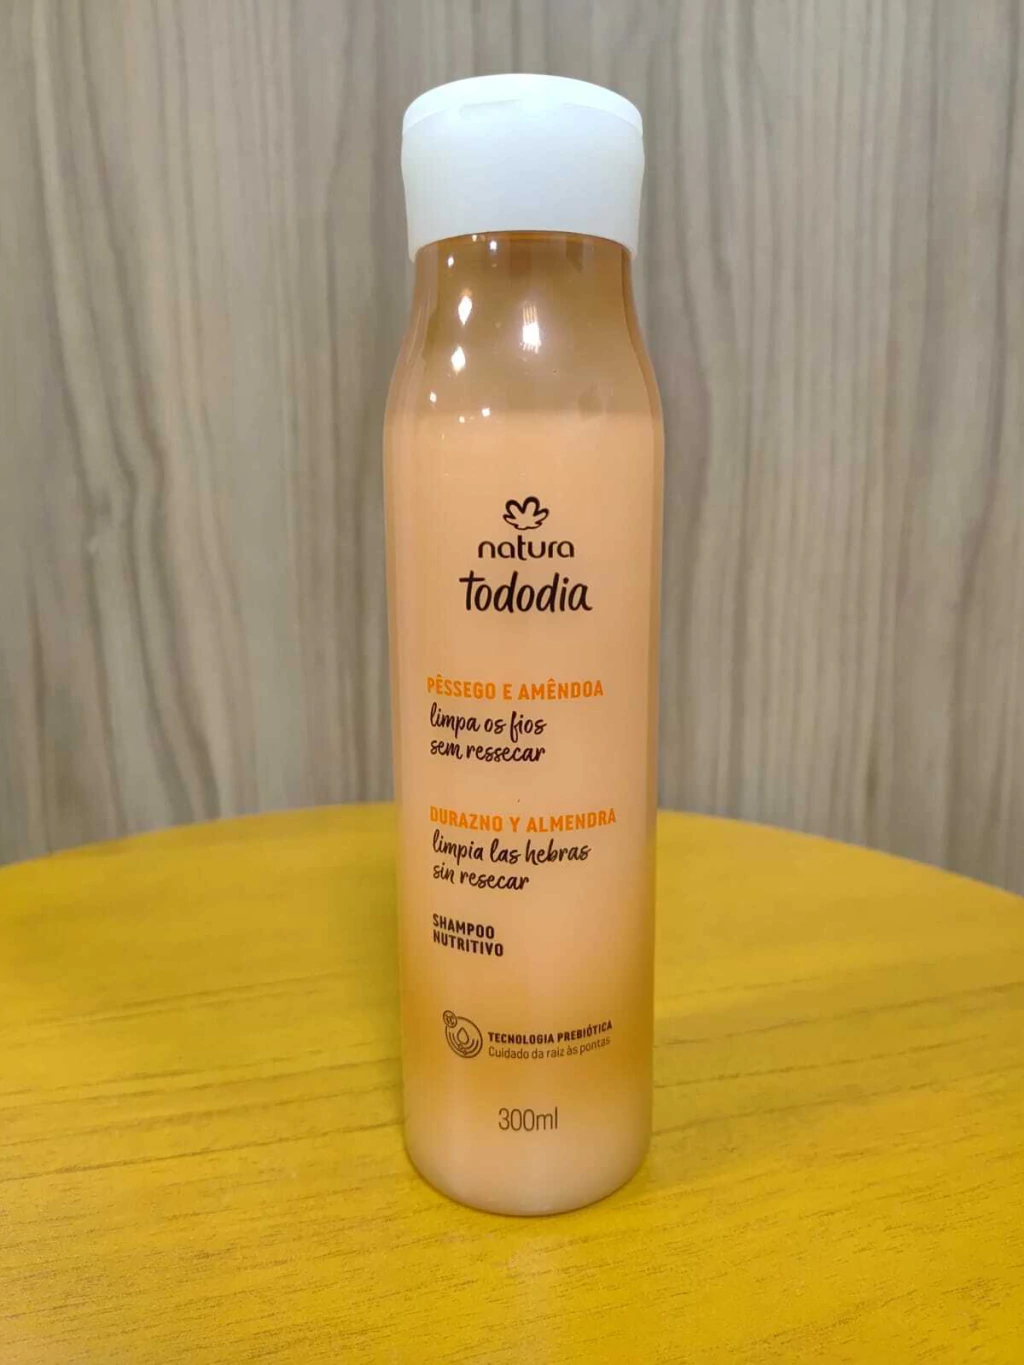 natura
tododia
PÊSSEGO E AMÊNDOA
limpa os fios
sem ressecar
DURAZNO Y ALMENDRA
limpia las hebras
sin resecar
SHAMPOO
NUTRITIVO
TECNOLOGIA PREBIÓTICA
Cuidado da raiz às pontas
300ml